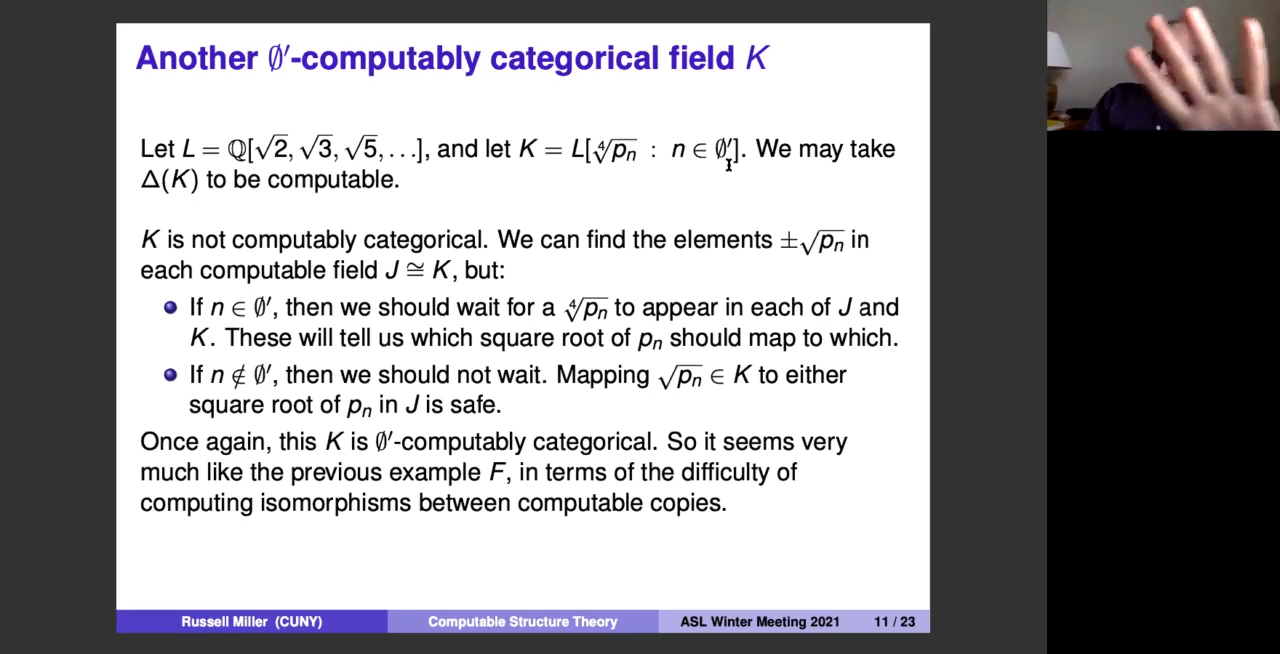 Another ∅′-computably categorical field K
Let L = ℚ[√2, √3, √5, . . .], and let K = L[∜pₙ : n ∈ ∅′]. We may take
Δ(K) to be computable.
K is not computably categorical. We can find the elements ±√pₙ in
each computable field J ≅ K, but:
If n ∈ ∅′, then we should wait for a ∜pₙ to appear in each of J and
K. These will tell us which square root of pₙ should map to which.
If n ∉ ∅′, then we should not wait. Mapping √pₙ ∈ K to either
square root of pₙ in J is safe.
Once again, this K is ∅′-computably categorical. So it seems very
much like the previous example F, in terms of the difficulty of
computing isomorphisms between computable copies.
Russell Miller (CUNY) Computable Structure Theory ASL Winter Meeting 2021 11 / 23